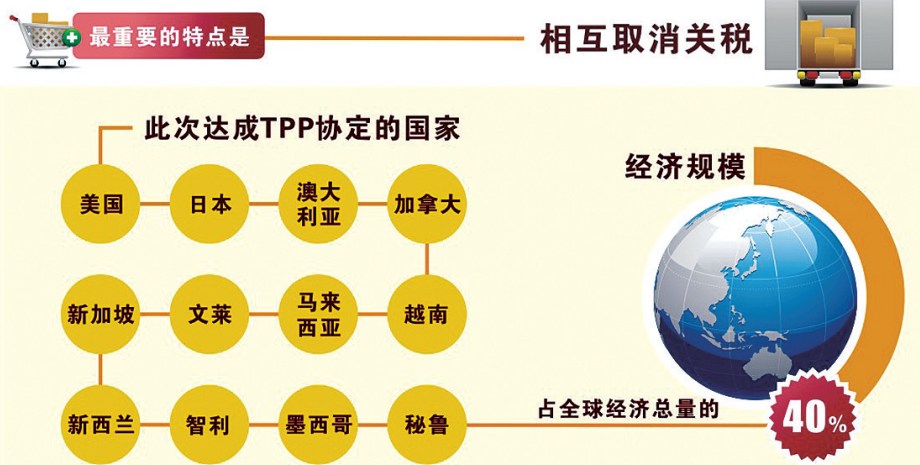 最重要的特点是
相互取消关税
此次达成TPP协定的国家
经济规模
美国
日本
澳大
利亚
加拿大
新加坡
文莱
马来
西亚
越南
新西兰
智利
墨西哥
秘鲁
占全球经济总量的
40%